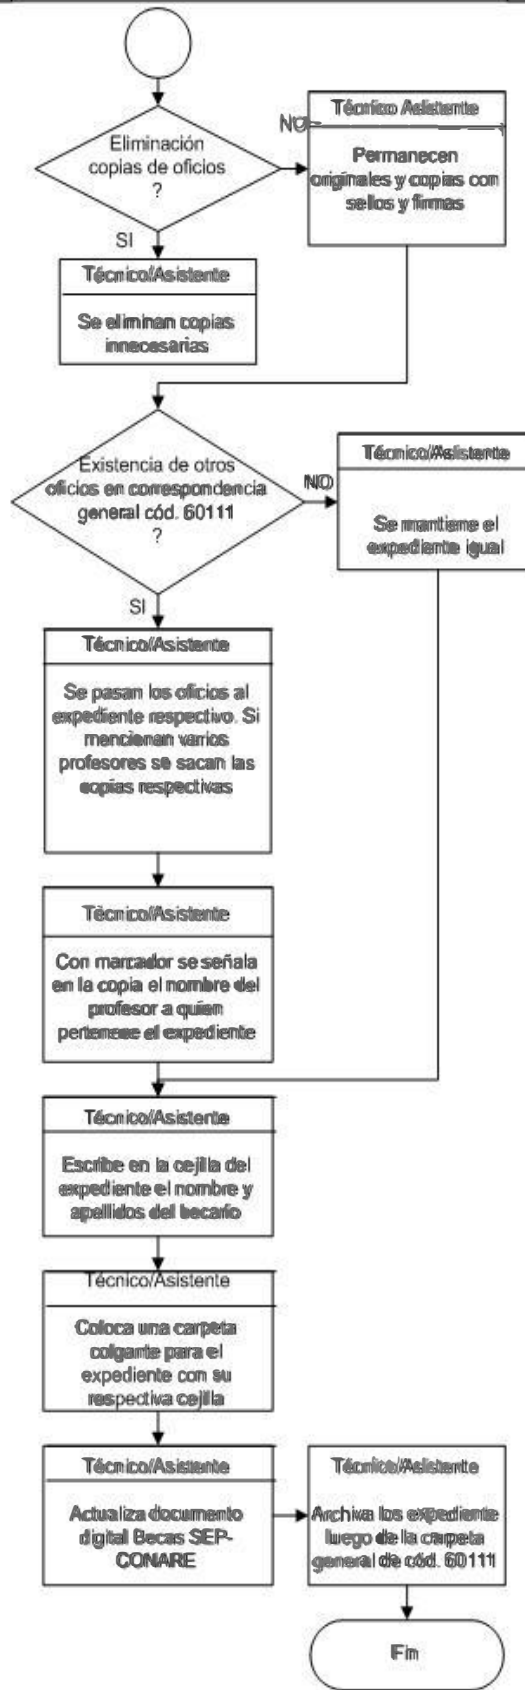 Eliminación
copias de oficios
?
NO
Técnico Asistente
Permanecen
originales y copias con
sellos y firmas
SI
Técnico/Asistente
Se eliminan copias
innecesarias
Existencia de otros
oficios en correspondencia
general cód. 60111
?
NO
Técnico/Asistente
Se mantiene el
expediente igual
SI
Técnico/Asistente
Se pasan los oficios al
expediente respectivo. Si
mencionan varios
profesores se sacan las
copias respectivas
Técnico/Asistente
Con marcador se señala
en la copia el nombre del
profesor a quien
pertenece el expediente
Técnico/Asistente
Escribe en la cejilla del
expediente el nombre y
apellidos del becario
Técnico/Asistente
Coloca una carpeta
colgante para el
expediente con su
respectiva cejilla
Técnico/Asistente
Actualiza documento
digital Becas SEP-
CONARE
Técnico/Asistente
Archiva los expediente
luego de la carpeta
general de cód. 60111
Fin